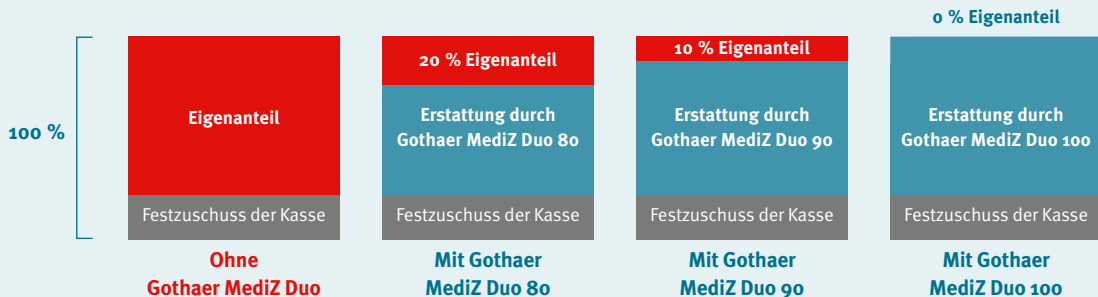 0 % Eigenanteil
100 %
Eigenanteil
Festzuschuss der Kasse
Ohne
Gothaer MediZ Duo
20 % Eigenanteil
Erstattung durch
Gothaer MediZ Duo 80
Festzuschuss der Kasse
Mit Gothaer
MediZ Duo 80
10 % Eigenanteil
Erstattung durch
Gothaer MediZ Duo 90
Festzuschuss der Kasse
Mit Gothaer
MediZ Duo 90
Erstattung durch
Gothaer MediZ Duo 100
Festzuschuss der Kasse
Mit Gothaer
MediZ Duo 100